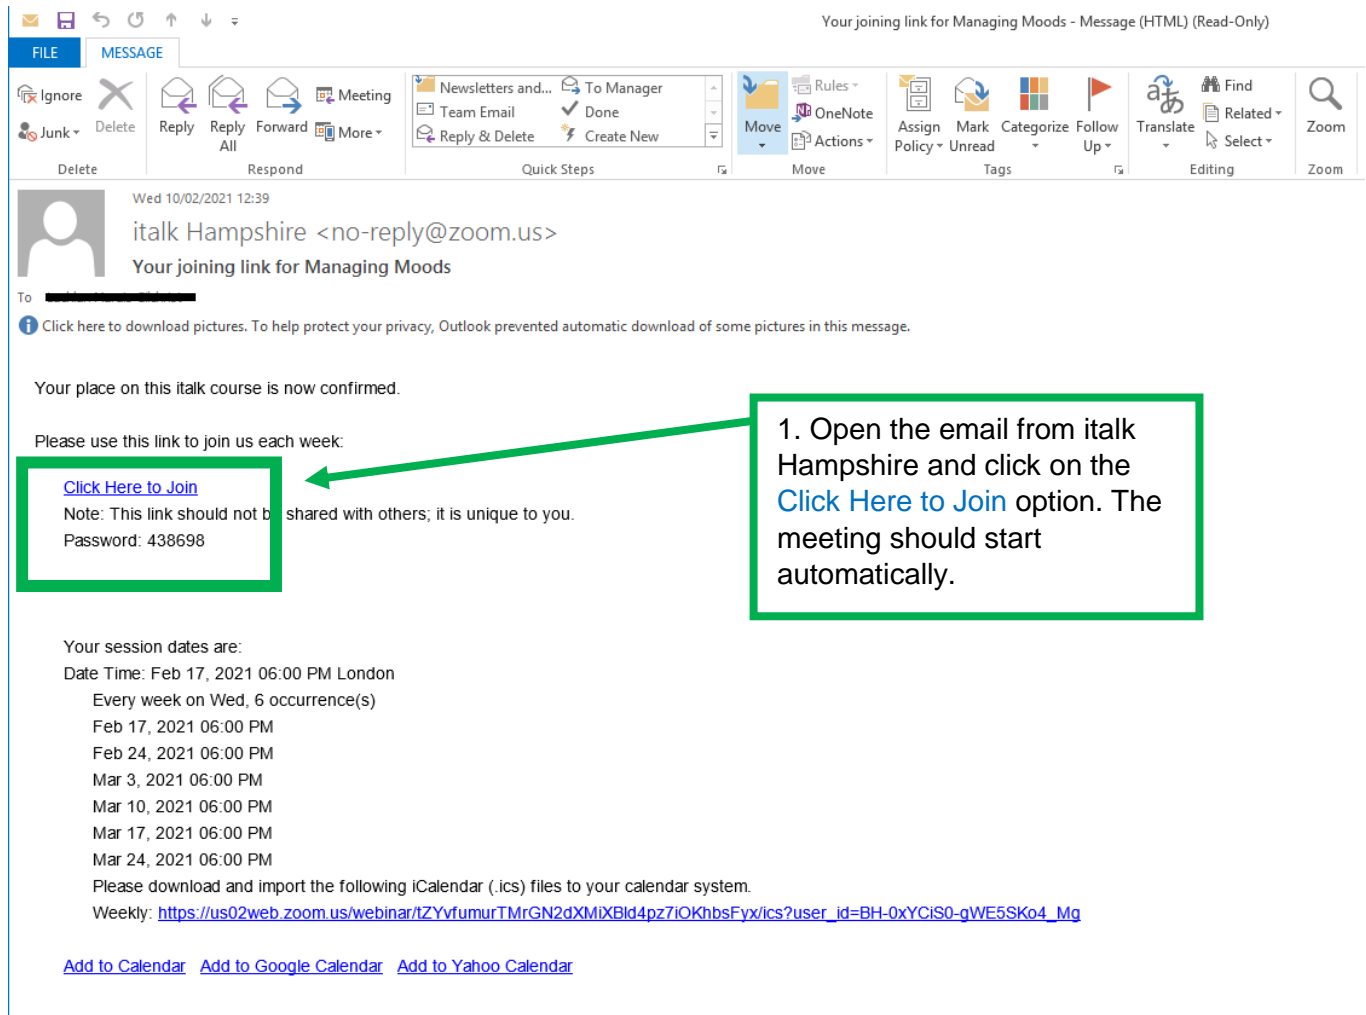 Your joining link for Managing Moods - Message (HTML) (Read-Only)
FILE MESSAGE
Ignore
Junk
Delete
Reply
Reply All
Forward
Meeting
More
Newsletters and...
Team Email
Reply & Delete
To Manager
Done
Create New
Move
Rules
OneNote
Actions
Assign Policy
Mark Unread
Categorize
Follow Up
Translate
Find
Related
Select
Zoom
Delete Respond Quick Steps Move Tags Editing Zoom
Wed 10/02/2021 12:39
italk Hampshire <no-reply@zoom.us>
Your joining link for Managing Moods
To
Click here to download pictures. To help protect your privacy, Outlook prevented automatic download of some pictures in this message.
Your place on this italk course is now confirmed.
Please use this link to join us each week:
Click Here to Join
Note: This link should not be shared with others; it is unique to you.
Password: 438698
1. Open the email from italk
Hampshire and click on the
Click Here to Join option. The
meeting should start
automatically.
Your session dates are:
Date Time: Feb 17, 2021 06:00 PM London
Every week on Wed, 6 occurrence(s)
Feb 17, 2021 06:00 PM
Feb 24, 2021 06:00 PM
Mar 3, 2021 06:00 PM
Mar 10, 2021 06:00 PM
Mar 17, 2021 06:00 PM
Mar 24, 2021 06:00 PM
Please download and import the following iCalendar (.ics) files to your calendar system.
Weekly: https://us02web.zoom.us/webinar/tZYvfumurTMrGN2dXMiXBld4pz7iOKhbsFyx/ics?user_id=BH-0xYCiS0-gWE5SKo4_Mg
Add to Calendar Add to Google Calendar Add to Yahoo Calendar